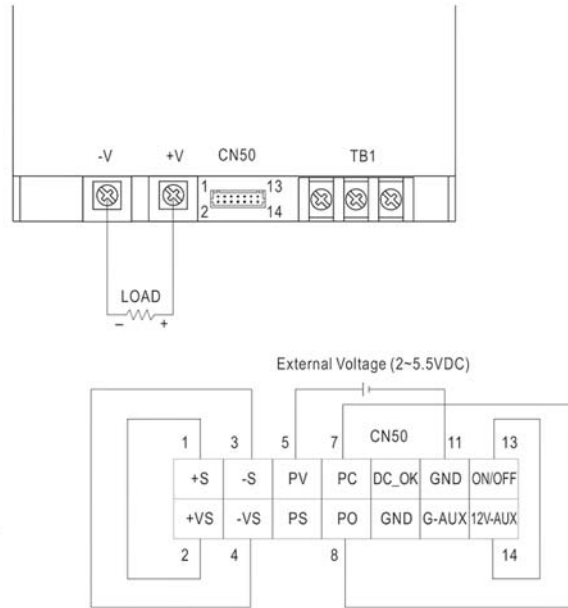 -V +V CN50 TB1
1 13
2 14
LOAD
– +
External Voltage (2~5.5VDC)
1 3 5 7 CN50 11 13
+S -S PV PC DC_OK GND ON/OFF
+VS -VS PS PO GND G-AUX 12V-AUX
2 4 8 14